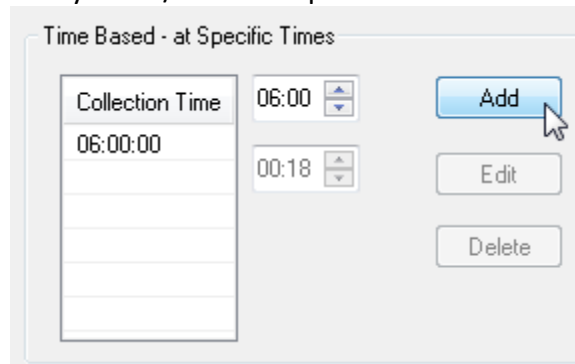 Time Based - at Specific Times
Collection Time
06:00
Add
06:00:00
00:18
Edit
Delete